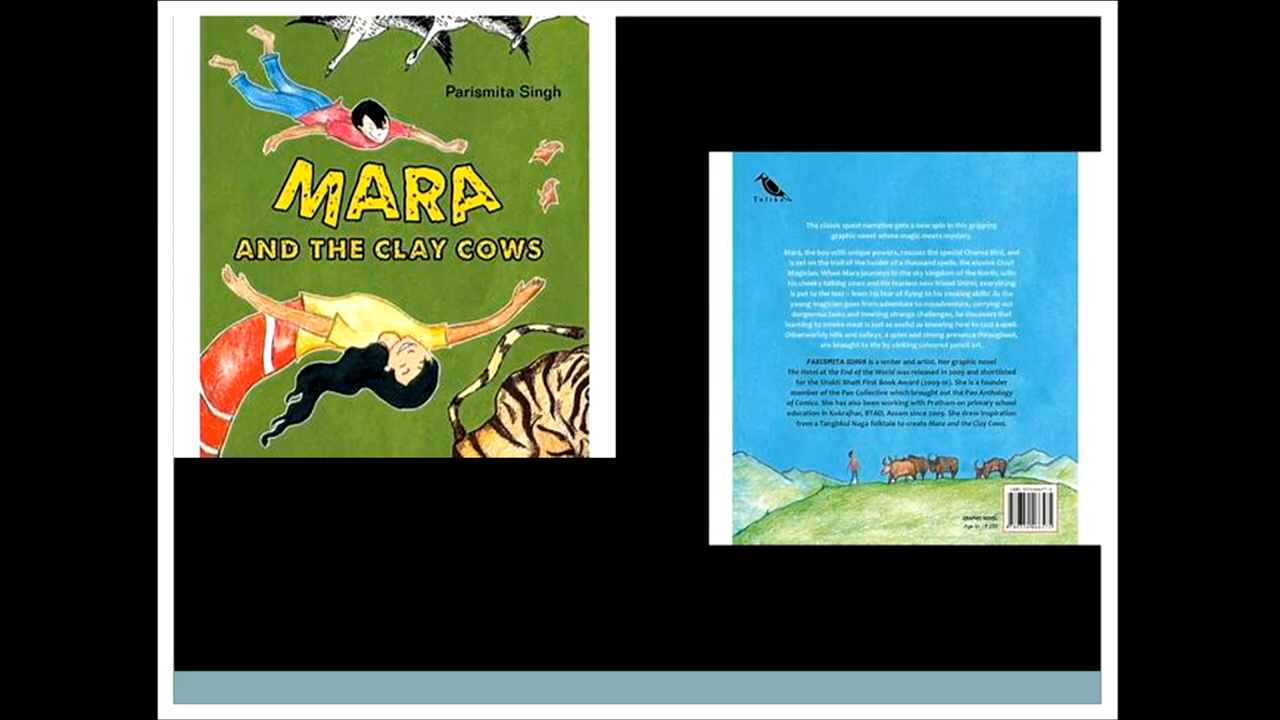 Parismita Singh
MARA
AND THE CLAY COWS
Tulika
The classic quest narrative gets a new spin in this gripping
graphic novel where magic meets mystery.
Mara, the boy with unique powers, rescues the special Cherea Bird, and
is set on the trail of the holder of a thousand spells, the elusive Chief
Magician. When Mara journeys to the sky kingdom of the North, with
his cheeky talking cows and his fearless new friend Shirui, everything
is put to the test – from his fear of flying to his cooking skills! As the
young magician goes from adventure to misadventure, carrying out
dangerous tasks and meeting strange challenges, he discovers that
learning to smoke meat is just as useful as knowing how to cast a spell.
Otherworldly hills and valleys, a quiet and strong presence throughout,
are brought to life by striking coloured pencil art.
PARISMITA SINGH is a writer and artist. Her graphic novel
The Hotel at the End of the World was released in 2009 and shortlisted
for the Shakti Bhatt First Book Award (2009-10). She is a founder
member of the Pao Collective which brought out the Pao Anthology
of Comics. She has also been working with Pratham on primary school
education in Kokrajhar, BTAD, Assam since 2009. She drew inspiration
from a Tangkhul Naga folktale to create Mara and the Clay Cows.
GRAPHIC NOVEL